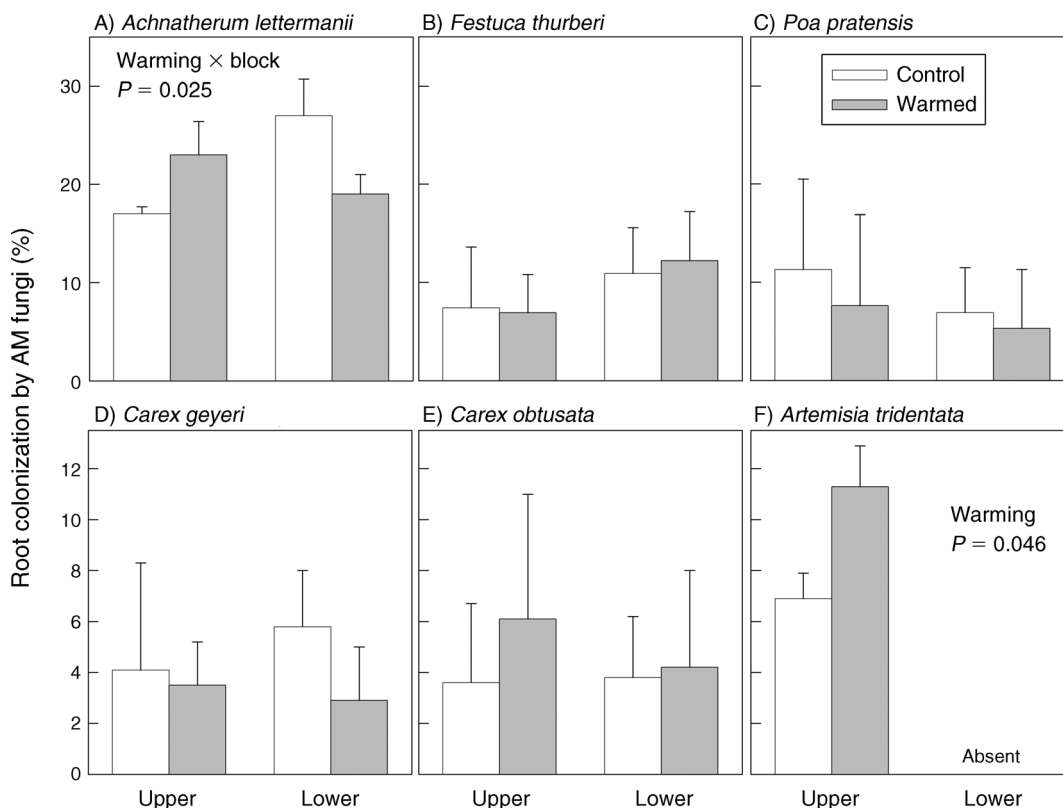 A) Achnatherum lettermanii
B) Festuca thurberi
C) Poa pratensis
Warming × block
P = 0.025
Control
Warmed
30
20
10
0
Root colonization by AM fungi (%)
D) Carex geyeri
E) Carex obtusata
F) Artemisia tridentata
12
10
8
6
4
2
0
Warming
P = 0.046
Absent
Upper Lower Upper Lower Upper Lower